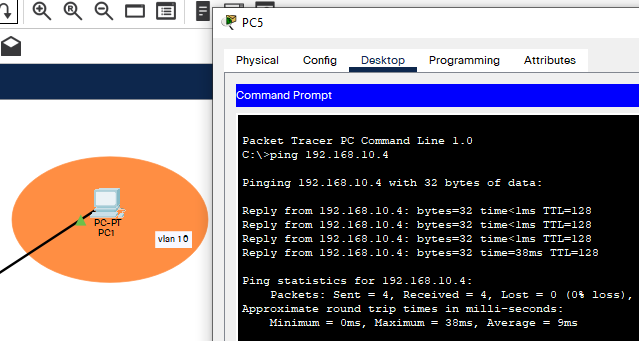 PC5
Physical Config Desktop Programming Attributes
Command Prompt
Packet Tracer PC Command Line 1.0
C:\>ping 192.168.10.4
Pinging 192.168.10.4 with 32 bytes of data:
Reply from 192.168.10.4: bytes=32 time<1ms TTL=128
Reply from 192.168.10.4: bytes=32 time<1ms TTL=128
Reply from 192.168.10.4: bytes=32 time<1ms TTL=128
Reply from 192.168.10.4: bytes=32 time=38ms TTL=128
Ping statistics for 192.168.10.4:
Packets: Sent = 4, Received = 4, Lost = 0 (0% loss),
Approximate round trip times in milli-seconds:
Minimum = 0ms, Maximum = 38ms, Average = 9ms
PC-PT
PC1
vlan 10